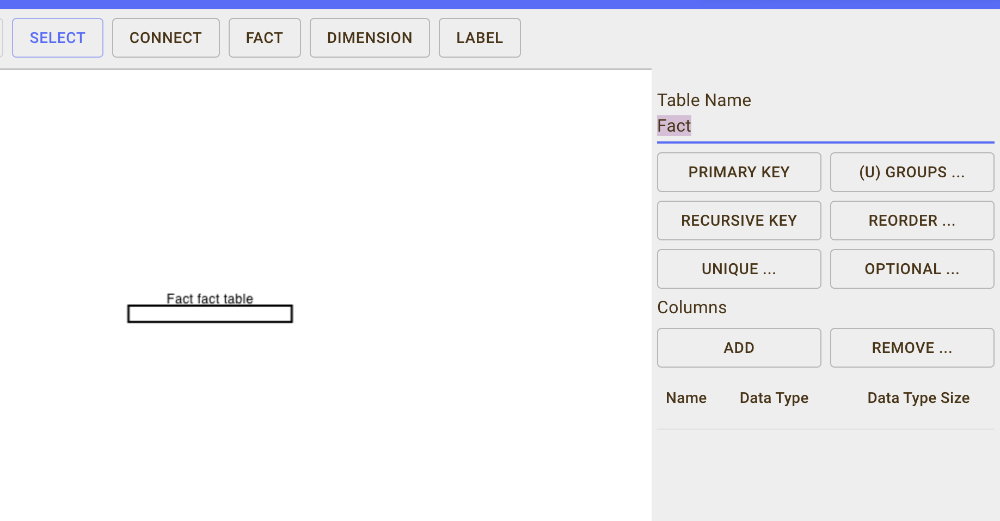 SELECT CONNECT FACT DIMENSION LABEL
Table Name
Fact
PRIMARY KEY (U) GROUPS ...
RECURSIVE KEY REORDER ...
UNIQUE ... OPTIONAL ...
Fact fact table
Columns
ADD REMOVE ...
Name Data Type Data Type Size